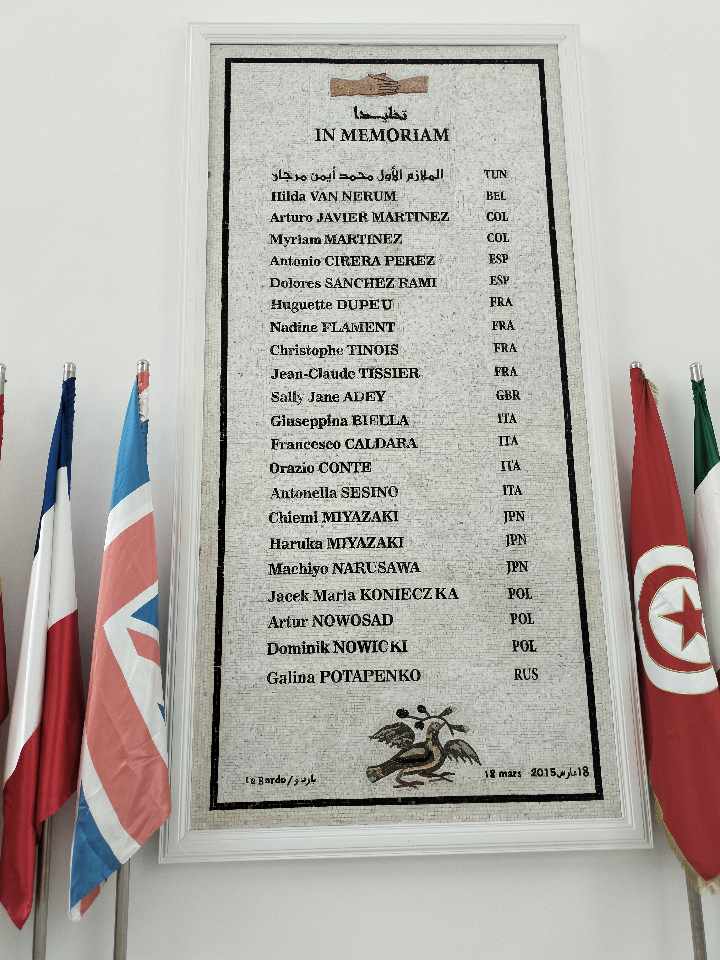 تخليدا
IN MEMORIAM
الملازم الأول محمد أيمن مرجان TUN
Hilda VAN NERUM BEL
Arturo JAVIER MARTINEZ COL
Myriam MARTINEZ COL
Antonio CIRERA PEREZ ESP
Dolores SANCHEZ RAMI ESP
Huguette DUPEU FRA
Nadine FLAMENT FRA
Christophe TINOIS FRA
Jean-Claude TISSIER FRA
Sally Jane ADEY GBR
Giuseppina BIELLA ITA
Francesco CALDARA ITA
Orazio CONTE ITA
Antonella SESINO ITA
Chiemi MIYAZAKI JPN
Haruka MIYAZAKI JPN
Machiyo NARUSAWA JPN
Jacek Maria KONIECZKA POL
Artur NOWOSAD POL
Dominik NOWICKI POL
Galina POTAPENKO RUS
Le Bardo/باردو 18 mars 2015 مارس 18